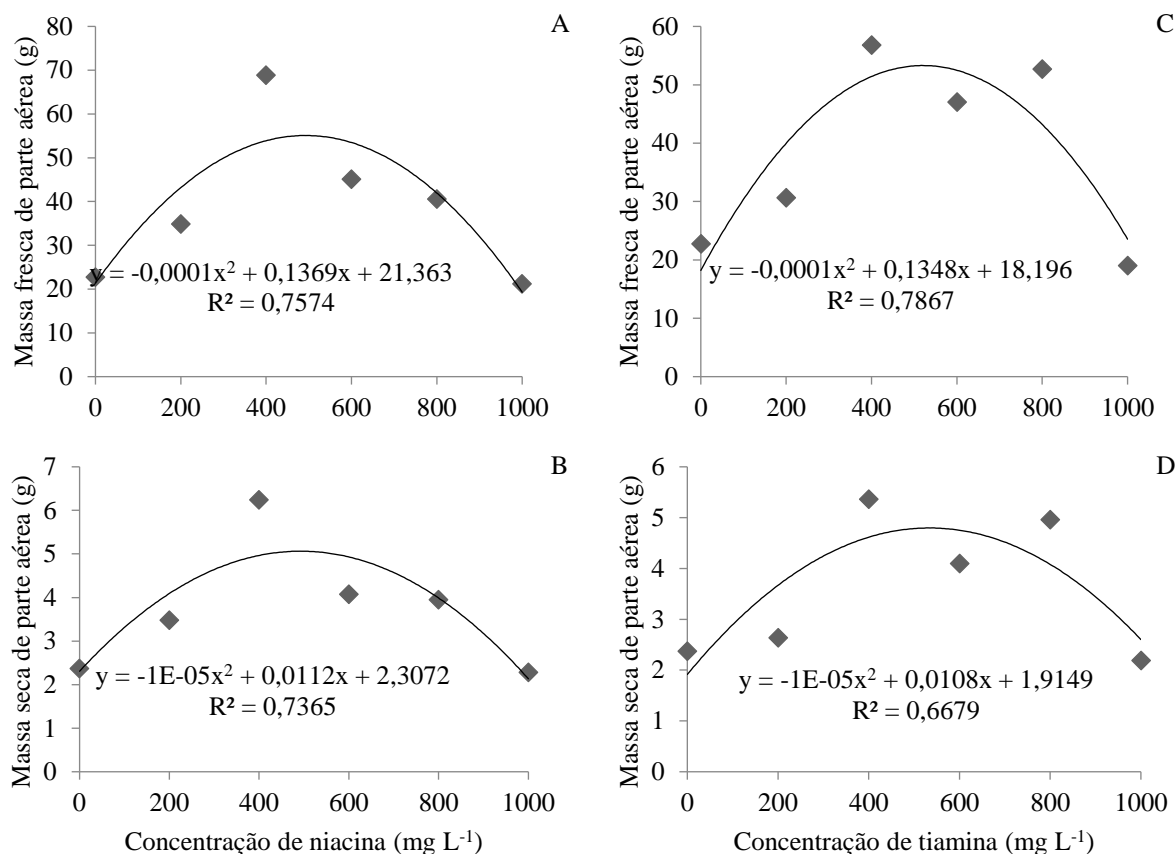 A
Massa fresca de parte aérea (g)
80
70
60
50
40
30
20
10
0
y = -0,0001x² + 0,1369x + 21,363
R² = 0,7574
0 200 400 600 800 1000
C
Massa fresca de parte aérea (g)
60
50
40
30
20
10
0
y = -0,0001x² + 0,1348x + 18,196
R² = 0,7867
0 200 400 600 800 1000
B
Massa seca de parte aérea (g)
7
6
5
4
3
2
1
0
y = -1E-05x² + 0,0112x + 2,3072
R² = 0,7365
0 200 400 600 800 1000
Concentração de niacina (mg L⁻¹)
D
Massa seca de parte aérea (g)
6
5
4
3
2
1
0
y = -1E-05x² + 0,0108x + 1,9149
R² = 0,6679
0 200 400 600 800 1000
Concentração de tiamina (mg L⁻¹)